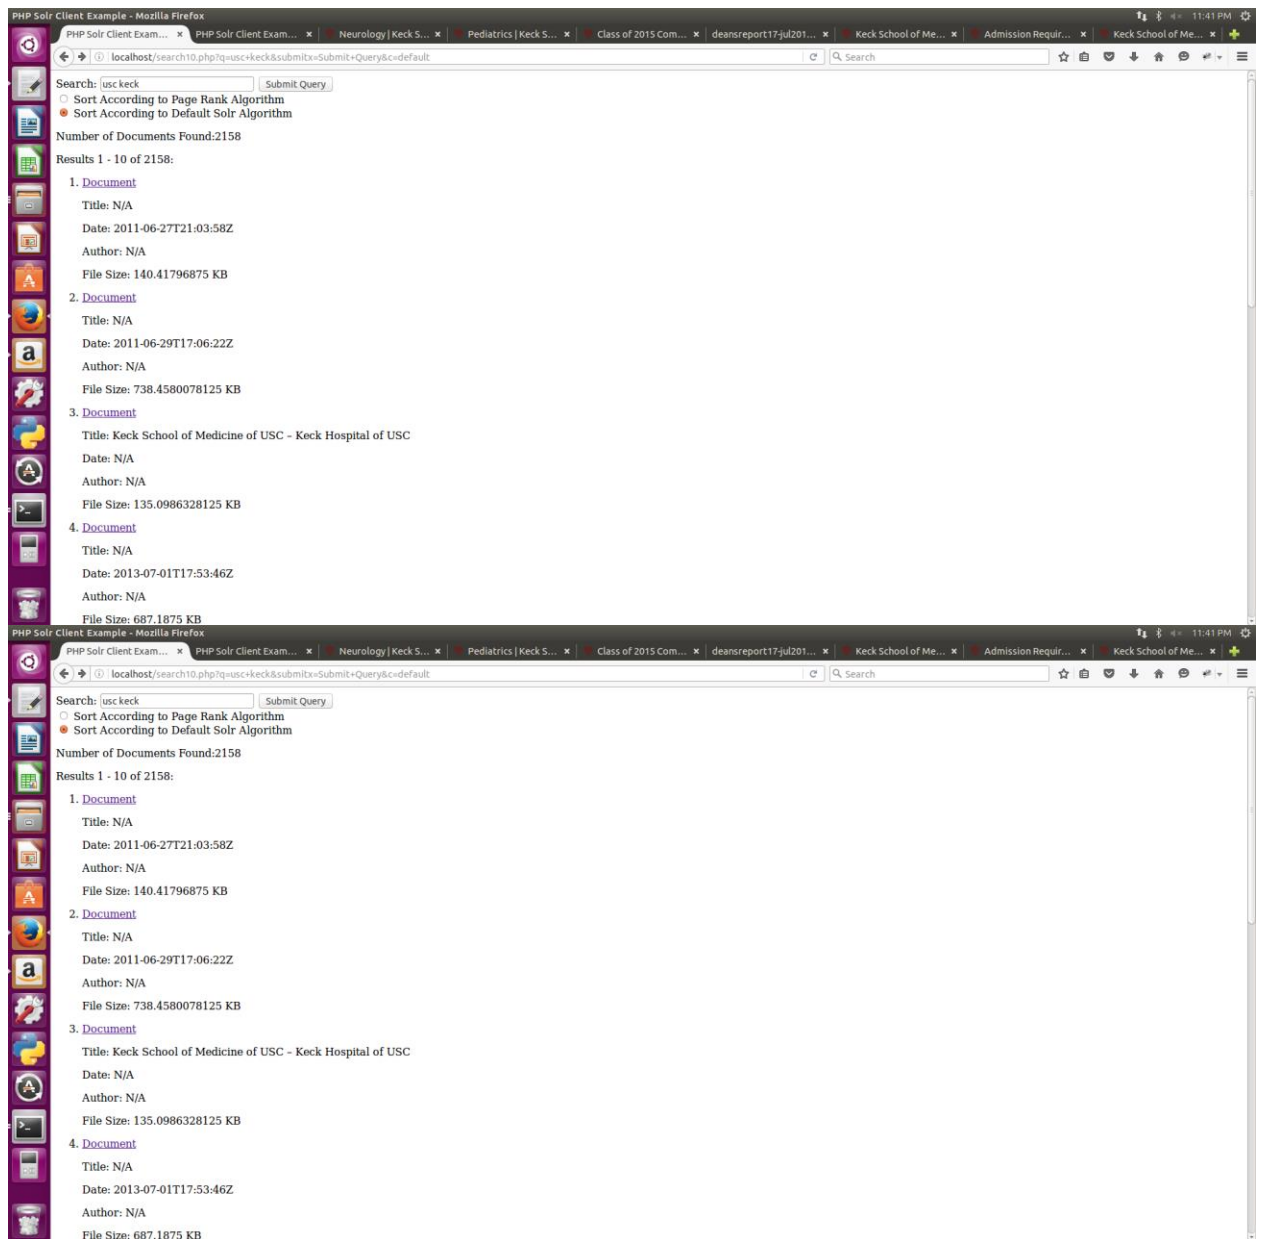 PHP Solr Client Example - Mozilla Firefox
11:41 PM
PHP Solr Client Exam... × PHP Solr Client Exam... × Neurology | Keck S... × Pediatrics | Keck S... × Class of 2015 Com... × deansreport17-jul201... × Keck School of Me... × Admission Requir... × Keck School of Me... ×
localhost/search10.php?q=usc+keck&submitx=Submit+Query&c=default
Search
Search: usc keck Submit Query
Sort According to Page Rank Algorithm
Sort According to Default Solr Algorithm
Number of Documents Found:2158
Results 1 - 10 of 2158:
1. Document
Title: N/A
Date: 2011-06-27T21:03:58Z
Author: N/A
File Size: 140.41796875 KB
2. Document
Title: N/A
Date: 2011-06-29T17:06:22Z
Author: N/A
File Size: 738.4580078125 KB
3. Document
Title: Keck School of Medicine of USC – Keck Hospital of USC
Date: N/A
Author: N/A
File Size: 135.0986328125 KB
4. Document
Title: N/A
Date: 2013-07-01T17:53:46Z
Author: N/A
File Size: 687.1875 KB
PHP Solr Client Example - Mozilla Firefox
11:41 PM
PHP Solr Client Exam... × PHP Solr Client Exam... × Neurology | Keck S... × Pediatrics | Keck S... × Class of 2015 Com... × deansreport17-jul201... × Keck School of Me... × Admission Requir... × Keck School of Me... ×
localhost/search10.php?q=usc+keck&submitx=Submit+Query&c=default
Search
Search: usc keck Submit Query
Sort According to Page Rank Algorithm
Sort According to Default Solr Algorithm
Number of Documents Found:2158
Results 1 - 10 of 2158:
1. Document
Title: N/A
Date: 2011-06-27T21:03:58Z
Author: N/A
File Size: 140.41796875 KB
2. Document
Title: N/A
Date: 2011-06-29T17:06:22Z
Author: N/A
File Size: 738.4580078125 KB
3. Document
Title: Keck School of Medicine of USC – Keck Hospital of USC
Date: N/A
Author: N/A
File Size: 135.0986328125 KB
4. Document
Title: N/A
Date: 2013-07-01T17:53:46Z
Author: N/A
File Size: 687.1875 KB